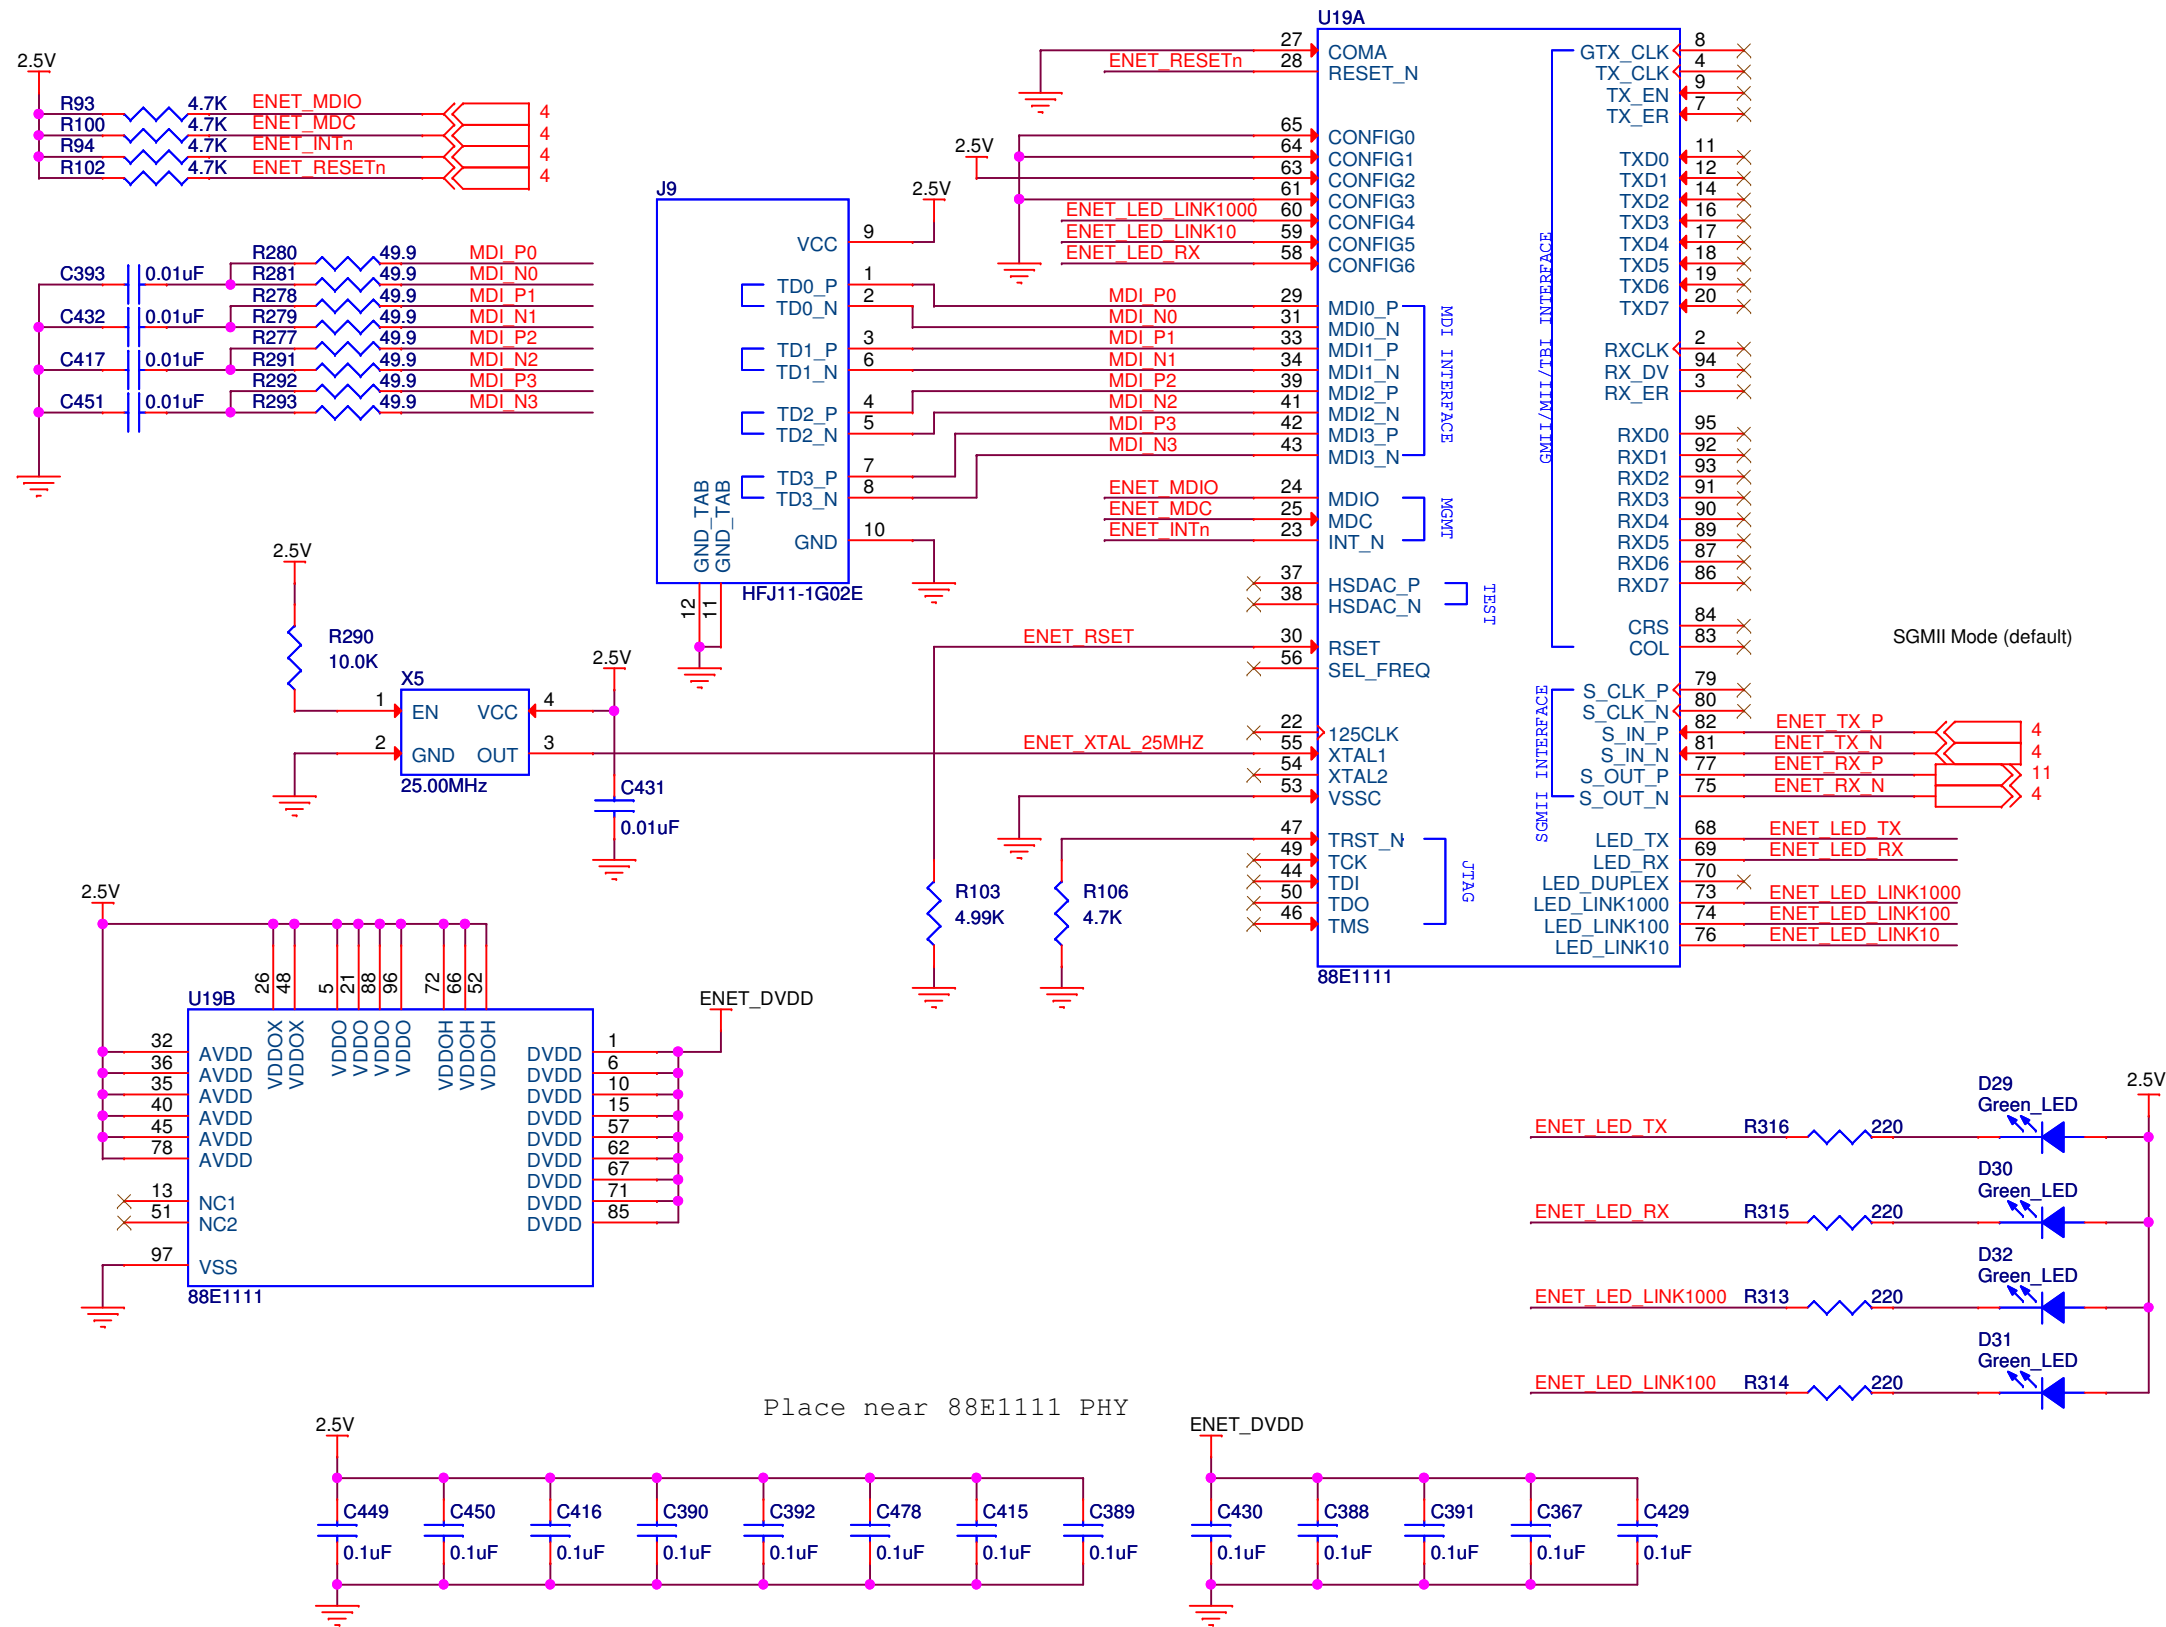 2.5V
R93 4.7K ENET_MDIO 4
R100 4.7K ENET_MDC 4
R94 4.7K ENET_INTn 4
R102 4.7K ENET_RESETn 4
R280 49.9 MDI_P0
C393 0.01uF R281 49.9 MDI_N0
R278 49.9 MDI_P1
C432 0.01uF R279 49.9 MDI_N1
R277 49.9 MDI_P2
C417 0.01uF R291 49.9 MDI_N2
R292 49.9 MDI_P3
C451 0.01uF R293 49.9 MDI_N3
J9
2.5V
VCC 9
TD0_P 1
TD0_N 2
TD1_P 3
TD1_N 6
TD2_P 4
TD2_N 5
TD3_P 7
TD3_N 8
GND 10
GND_TAB 12
GND_TAB 11
HFJ11-1G02E
2.5V
R290
10.0K
X5
1 EN VCC 4
2 GND OUT 3
25.00MHz
2.5V
C431
0.01uF
U19A
27 COMA
ENET_RESETn 28 RESET_N
2.5V
65 CONFIG0
64 CONFIG1
63 CONFIG2
61 CONFIG3
ENET_LED_LINK1000 60 CONFIG4
ENET_LED_LINK10 59 CONFIG5
ENET_LED_RX 58 CONFIG6
MDI_P0 29 MDI0_P
MDI_N0 31 MDI0_N
MDI_P1 33 MDI1_P
MDI_N1 34 MDI1_N
MDI_P2 39 MDI2_P
MDI_N2 41 MDI2_N
MDI_P3 42 MDI3_P
MDI_N3 43 MDI3_N
MDI INTERFACE
ENET_MDIO 24 MDIO
ENET_MDC 25 MDC
ENET_INTn 23 INT_N
MGMT
37 HSDAC_P
38 HSDAC_N
TEST
ENET_RSET 30 RSET
56 SEL_FREQ
22 125CLK
ENET_XTAL_25MHZ 55 XTAL1
54 XTAL2
53 VSSC
47 TRST_N
49 TCK
44 TDI
50 TDO
46 TMS
JTAG
R103
4.99K
R106
4.7K
88E1111
GTX_CLK 8
TX_CLK 4
TX_EN 9
TX_ER 7
TXD0 11
TXD1 12
TXD2 14
TXD3 16
TXD4 17
TXD5 18
TXD6 19
TXD7 20
RXCLK 2
RX_DV 94
RX_ER 3
RXD0 95
RXD1 92
RXD2 93
RXD3 91
RXD4 90
RXD5 89
RXD6 87
RXD7 86
CRS 84
COL 83
GMII/MII/TBI INTERFACE
SGMII Mode (default)
S_CLK_P 79
S_CLK_N 80
S_IN_P 82 ENET_TX_P 4
S_IN_N 81 ENET_TX_N 4
S_OUT_P 77 ENET_RX_P 11
S_OUT_N 75 ENET_RX_N 4
SGMII INTERFACE
LED_TX 68 ENET_LED_TX
LED_RX 69 ENET_LED_RX
LED_DUPLEX 70
LED_LINK1000 73 ENET_LED_LINK1000
LED_LINK100 74 ENET_LED_LINK100
LED_LINK10 76 ENET_LED_LINK10
2.5V
U19B
26 VDDOX
48 VDDOX
5 VDDO
21 VDDO
88 VDDO
96 VDDO
72 VDDOH
66 VDDOH
52 VDDOH
ENET_DVDD
32 AVDD DVDD 1
36 AVDD DVDD 6
35 AVDD DVDD 10
40 AVDD DVDD 15
45 AVDD DVDD 57
78 AVDD DVDD 62
DVDD 67
13 NC1 DVDD 71
51 NC2 DVDD 85
97 VSS
88E1111
2.5V
D29
Green_LED
ENET_LED_TX R316 220
D30
Green_LED
ENET_LED_RX R315 220
D32
Green_LED
ENET_LED_LINK1000 R313 220
D31
Green_LED
ENET_LED_LINK100 R314 220
Place near 88E1111 PHY
2.5V ENET_DVDD
C449 C450 C416 C390 C392 C478 C415 C389 C430 C388 C391 C367 C429
0.1uF 0.1uF 0.1uF 0.1uF 0.1uF 0.1uF 0.1uF 0.1uF 0.1uF 0.1uF 0.1uF 0.1uF 0.1uF